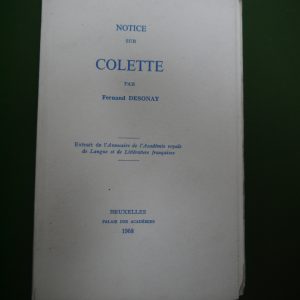 NOTICE
SUR
COLETTE
PAR
Fernand DESONAY
Extrait de l'Annuaire de l'Académie royale
de Langue et de Littérature françaises
BRUXELLES
PALAIS DES ACADÉMIES
1968